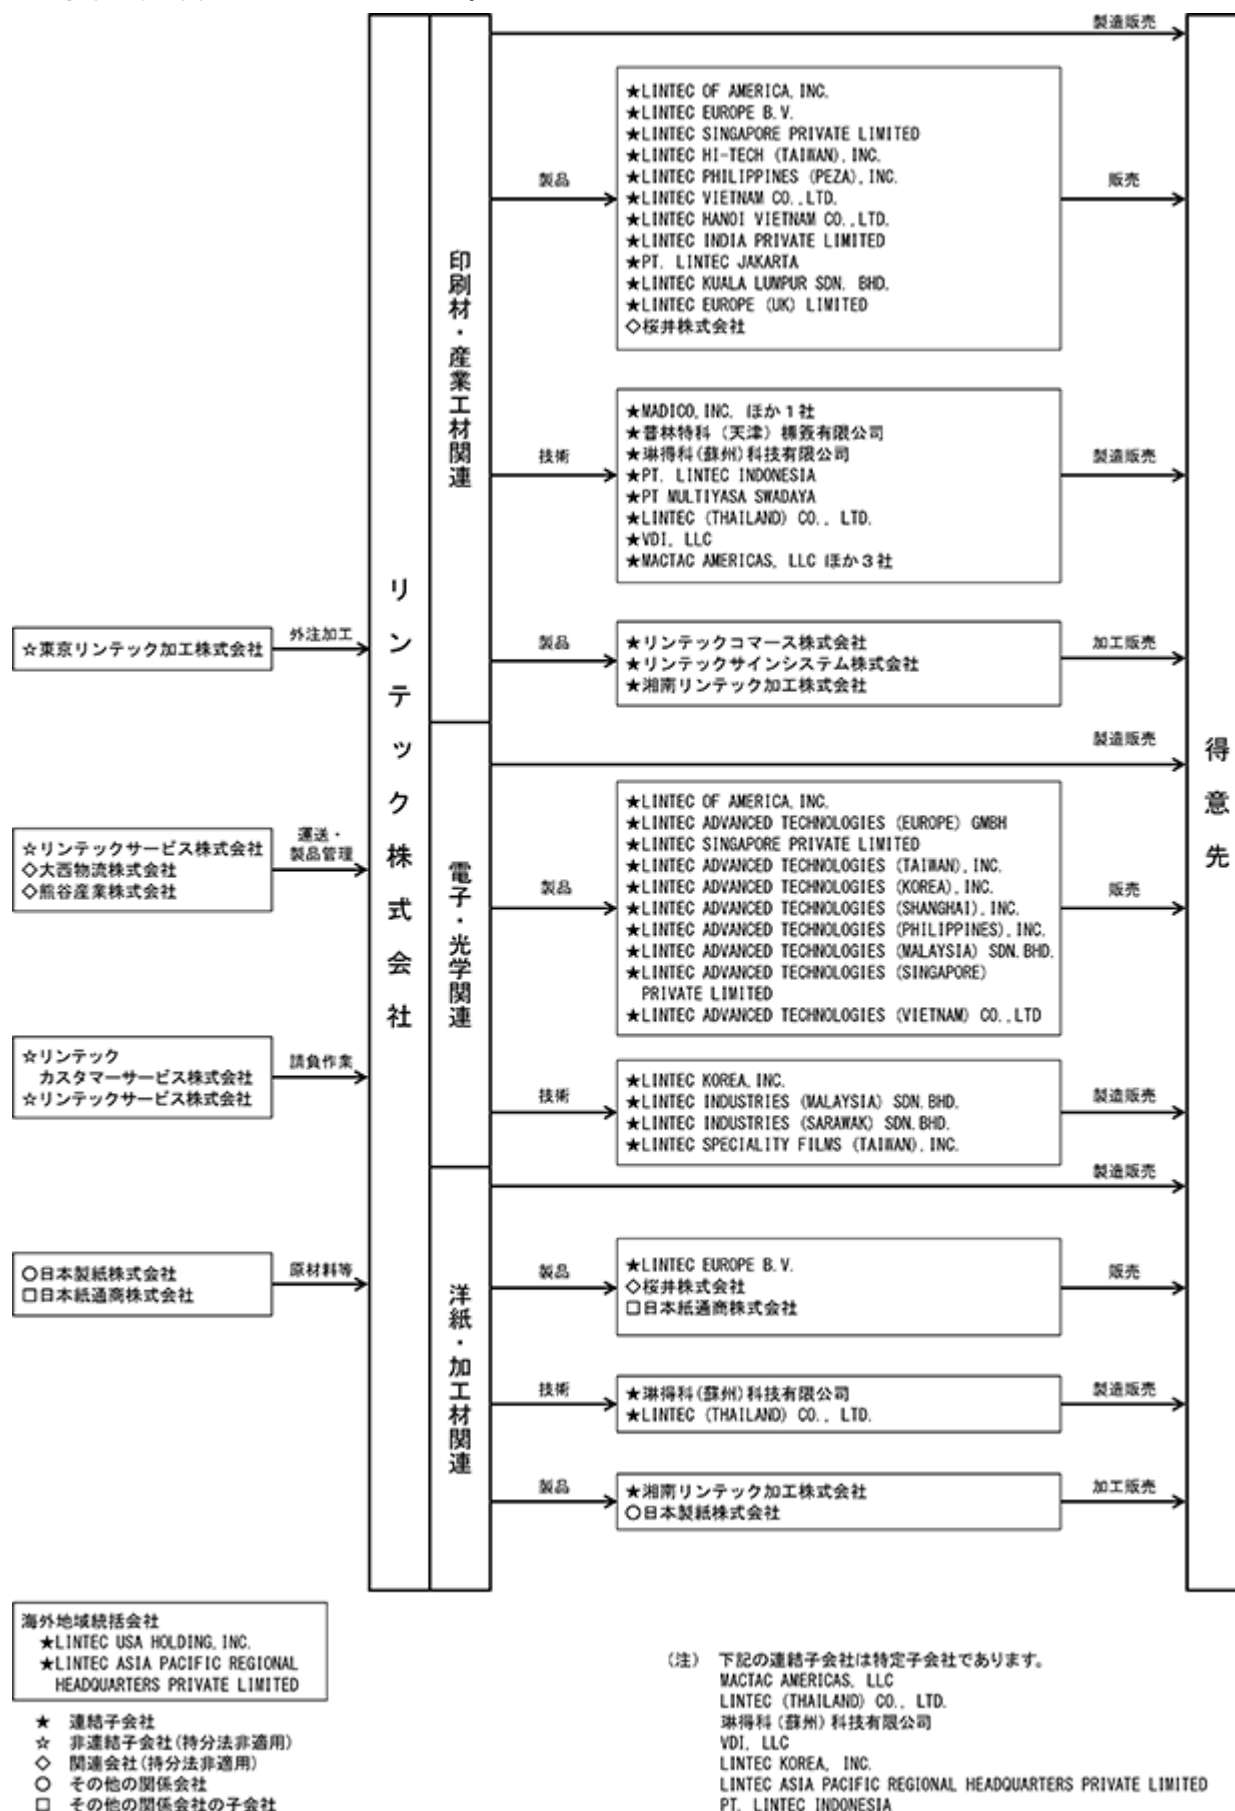 製造販売
★LINTEC OF AMERICA, INC.
★LINTEC EUROPE B.V.
★LINTEC SINGAPORE PRIVATE LIMITED
★LINTEC HI-TECH (TAIWAN), INC.
★LINTEC PHILIPPINES (PEZA), INC.
★LINTEC VIETNAM CO.,LTD.
★LINTEC HANOI VIETNAM CO.,LTD.
★LINTEC INDIA PRIVATE LIMITED
★PT. LINTEC JAKARTA
★LINTEC KUALA LUMPUR SDN. BHD.
★LINTEC EUROPE (UK) LIMITED
◇桜井株式会社
製品
販売
印刷材・産業工材関連
★MADICO, INC. ほか1社
★普林特科（天津）標簽有限公司
★琳得科(蘇州)科技有限公司
★PT. LINTEC INDONESIA
★PT MULTIYASA SWADAYA
★LINTEC (THAILAND) CO., LTD.
★VDI, LLC
★MACTAC AMERICAS, LLC ほか3社
技術
製造販売
リンテック株式会社
☆東京リンテック加工株式会社
外注加工
製品
★リンテックコマース株式会社
★リンテックサインシステム株式会社
★湘南リンテック加工株式会社
加工販売
製造販売
得意先
☆リンテックサービス株式会社
◇大西物流株式会社
◇熊谷産業株式会社
運送・
製品管理
電子・光学関連
製品
★LINTEC OF AMERICA, INC.
★LINTEC ADVANCED TECHNOLOGIES (EUROPE) GMBH
★LINTEC SINGAPORE PRIVATE LIMITED
★LINTEC ADVANCED TECHNOLOGIES (TAIWAN), INC.
★LINTEC ADVANCED TECHNOLOGIES (KOREA), INC.
★LINTEC ADVANCED TECHNOLOGIES (SHANGHAI), INC.
★LINTEC ADVANCED TECHNOLOGIES (PHILIPPINES), INC.
★LINTEC ADVANCED TECHNOLOGIES (MALAYSIA) SDN.BHD.
★LINTEC ADVANCED TECHNOLOGIES (SINGAPORE)
PRIVATE LIMITED
★LINTEC ADVANCED TECHNOLOGIES (VIETNAM) CO.,LTD
販売
☆リンテック
カスタマーサービス株式会社
☆リンテックサービス株式会社
請負作業
技術
★LINTEC KOREA, INC.
★LINTEC INDUSTRIES (MALAYSIA) SDN.BHD.
★LINTEC INDUSTRIES (SARAWAK) SDN.BHD.
★LINTEC SPECIALITY FILMS (TAIWAN), INC.
製造販売
製造販売
○日本製紙株式会社
□日本紙通商株式会社
原材料等
洋紙・加工材関連
製品
★LINTEC EUROPE B.V.
◇桜井株式会社
□日本紙通商株式会社
販売
技術
★琳得科(蘇州)科技有限公司
★LINTEC (THAILAND) CO., LTD.
製造販売
製品
★湘南リンテック加工株式会社
○日本製紙株式会社
加工販売
海外地域統括会社
★LINTEC USA HOLDING, INC.
★LINTEC ASIA PACIFIC REGIONAL
HEADQUARTERS PRIVATE LIMITED
★ 連結子会社
☆ 非連結子会社(持分法非適用)
◇ 関連会社(持分法非適用)
○ その他の関係会社
□ その他の関係会社の子会社
(注) 下記の連結子会社は特定子会社であります。
MACTAC AMERICAS, LLC
LINTEC (THAILAND) CO., LTD.
琳得科(蘇州)科技有限公司
VDI, LLC
LINTEC KOREA, INC.
LINTEC ASIA PACIFIC REGIONAL HEADQUARTERS PRIVATE LIMITED
PT. LINTEC INDONESIA